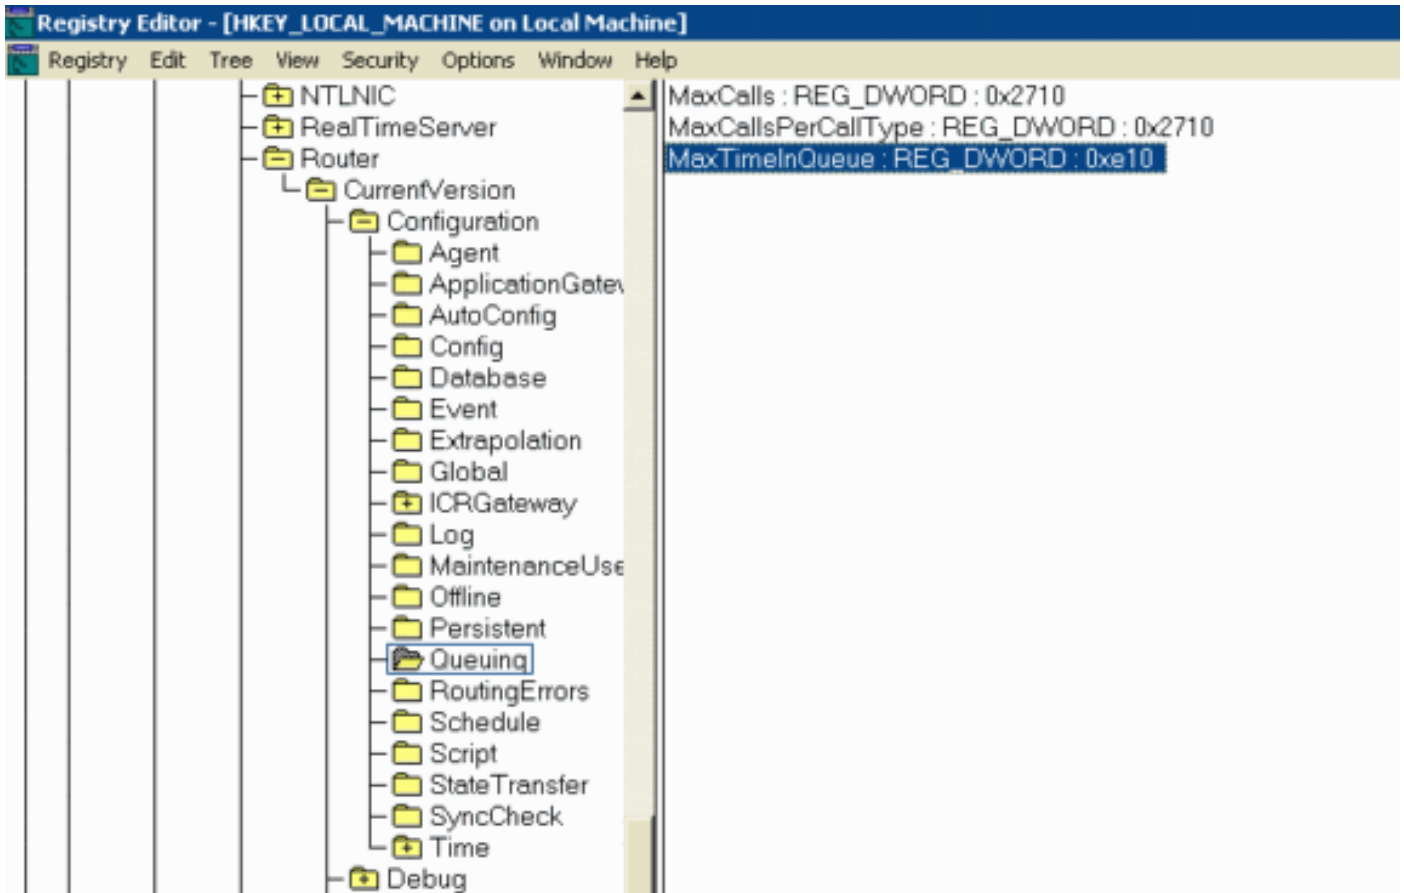 Registry Editor - [HKEY_LOCAL_MACHINE on Local Machine]
Registry Edit Tree View Security Options Window Help
NTLNIC
RealTimeServer
Router
CurrentVersion
Configuration
Agent
ApplicationGatew
AutoConfig
Config
Database
Event
Extrapolation
Global
ICRGateway
Log
MaintenanceUse
Offline
Persistent
Queuing
RoutingErrors
Schedule
Script
StateTransfer
SyncCheck
Time
Debug
MaxCalls : REG_DWORD : 0x2710
MaxCallsPerCallType : REG_DWORD : 0x2710
MaxTimeInQueue : REG_DWORD : 0xe10